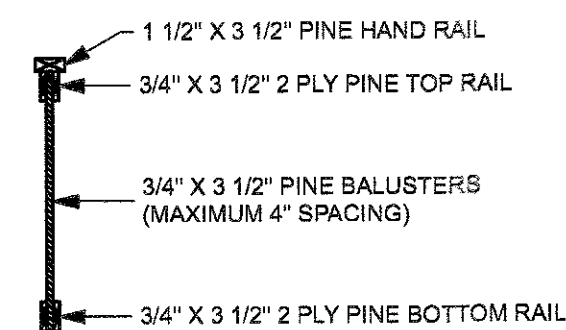 1 1/2" X 3 1/2" PINE HAND RAIL
3/4" X 3 1/2" 2 PLY PINE TOP RAIL
3/4" X 3 1/2" PINE BALUSTERS
(MAXIMUM 4" SPACING)
3/4" X 3 1/2" 2 PLY PINE BOTTOM RAIL